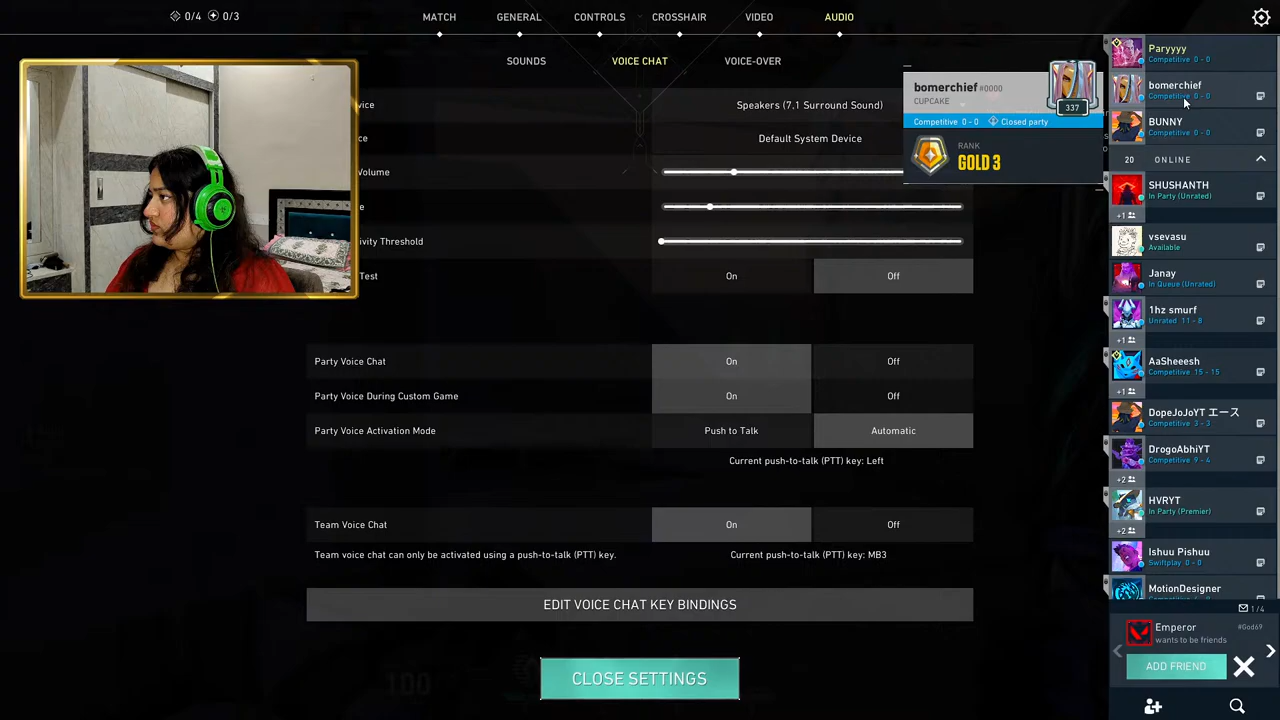 0/4 0/3
MATCH GENERAL CONTROLS CROSSHAIR VIDEO AUDIO
SOUNDS VOICE CHAT VOICE-OVER
Speakers (7.1 Surround Sound)
Default System Device
Volume
ivity Threshold
Test On Off
Party Voice Chat On Off
Party Voice During Custom Game On Off
Party Voice Activation Mode Push to Talk Automatic
Current push-to-talk (PTT) key: Left
Team Voice Chat On Off
Team voice chat can only be activated using a push-to-talk (PTT) key. Current push-to-talk (PTT) key: MB3
EDIT VOICE CHAT KEY BINDINGS
CLOSE SETTINGS
100
bomerchief #0000
CUPCAKE
337
Competitive 0 - 0 Closed party
RANK
GOLD 3
Paryyyy
Competitive 0 - 0
bomerchief
Competitive 0 - 0
BUNNY
Competitive 0 - 0
20 ONLINE
SHUSHANTH
In Party (Unrated)
+1
vsevasu
Available
Janay
In Queue (Unrated)
1hz smurf
Unrated 11 - 8
+1
AaSheeesh
Competitive 15 - 15
+1
DopeJoJoYT エース
Competitive 3 - 3
DrogoAbhiYT
Competitive 9 - 4
+2
HVRYT
In Party (Premier)
+2
Ishuu Pishuu
Swiftplay 0 - 0
MotionDesigner
1/4
Emperor #God69
wants to be friends
ADD FRIEND